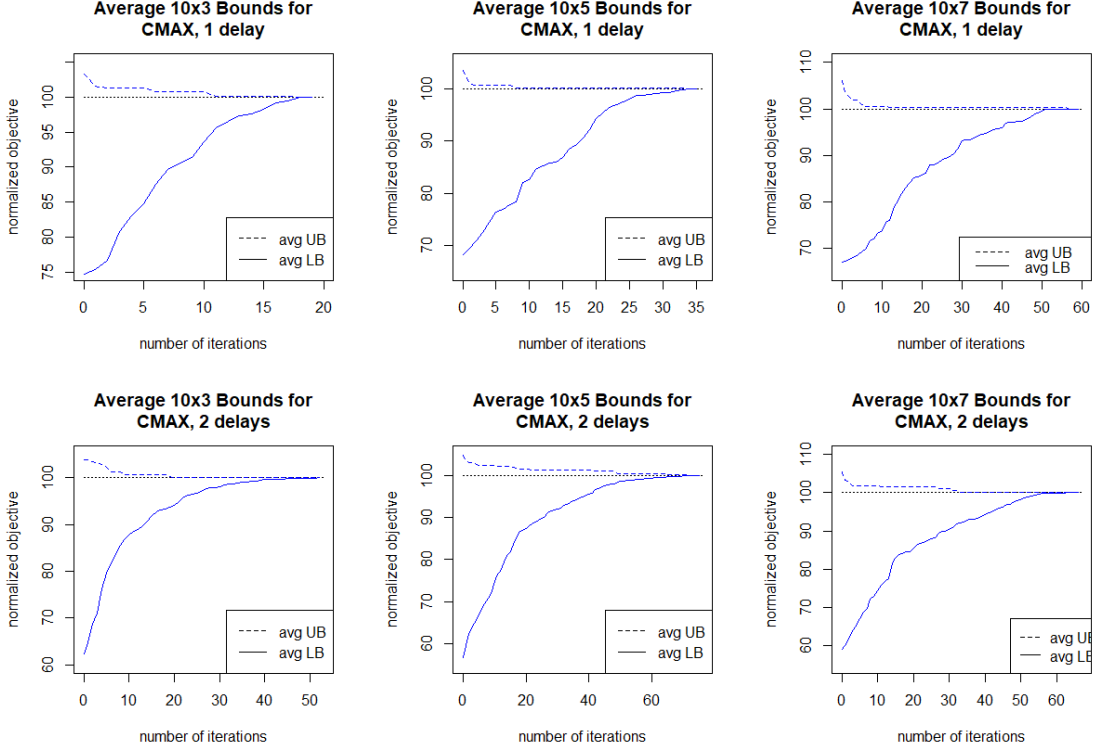 Average 10x3 Bounds for
CMAX, 1 delay
normalized objective
100
95
90
85
80
75
0 5 10 15 20
number of iterations
avg UB
avg LB
Average 10x5 Bounds for
CMAX, 1 delay
normalized objective
100
90
80
70
0 5 10 15 20 25 30 35
number of iterations
avg UB
avg LB
Average 10x7 Bounds for
CMAX, 1 delay
normalized objective
110
100
90
80
70
0 10 20 30 40 50 60
number of iterations
avg UB
avg LB
Average 10x3 Bounds for
CMAX, 2 delays
normalized objective
100
90
80
70
60
0 10 20 30 40 50
number of iterations
avg UB
avg LB
Average 10x5 Bounds for
CMAX, 2 delays
normalized objective
100
90
80
70
60
0 20 40 60
number of iterations
avg UB
avg LB
Average 10x7 Bounds for
CMAX, 2 delays
normalized objective
110
100
90
80
70
60
0 10 20 30 40 50 60
number of iterations
avg UB
avg LB